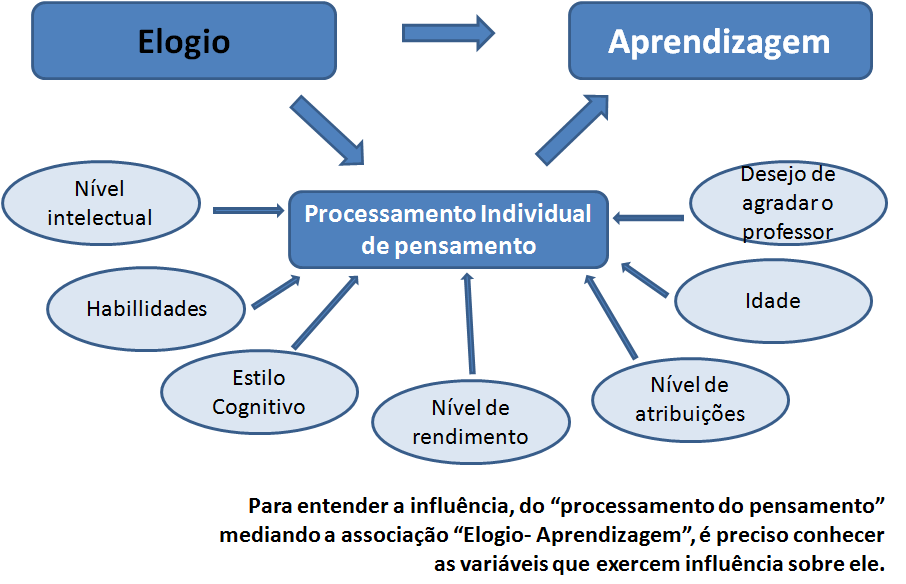 Elogio
Aprendizagem
Nível
intelectual
Processamento Individual
de pensamento
Desejo de
agradar o
professor
Habillidades
Idade
Estilo
Cognitivo
Nível de
rendimento
Nível de
atribuições
Para entender a influência, do “processamento do pensamento”
mediando a associação “Elogio- Aprendizagem”, é preciso conhecer
as variáveis que exercem influência sobre ele.